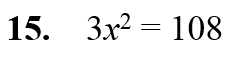 15. 3x² = 108